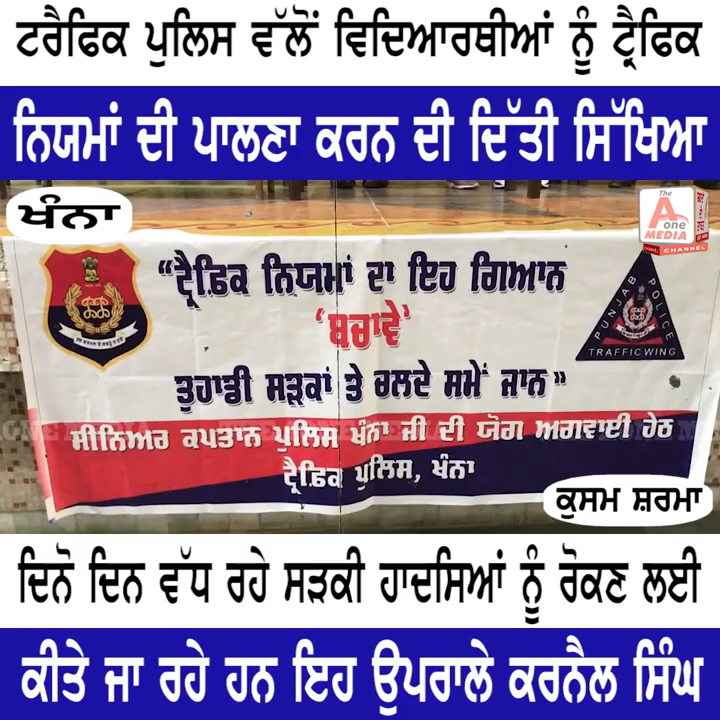 ਟਰੈਫਿਕ ਪੁਲਿਸ ਵੱਲੋਂ ਵਿਦਿਆਰਥੀਆਂ ਨੂੰ ਟ੍ਰੈਫਿਕ
ਨਿਯਮਾਂ ਦੀ ਪਾਲਣਾ ਕਰਨ ਦੀ ਦਿੱਤੀ ਸਿੱਖਿਆ
ਖੰਨਾ
The
A one
MEDIA
CHANNEL
“ਟ੍ਰੈਫਿਕ ਨਿਯਮਾਂ ਦਾ ਇਹ ਗਿਆਨ
‘ਬਚਾਵੇ’
ਤੁਹਾਡੀ ਸੜਕਾਂ ਤੇ ਚਲਦੇ ਸਮੇਂ ਜਾਨ”
PUNJAB POLICE
TRAFFIC WING
ਸੀਨਿਅਰ ਕਪਤਾਨ ਪੁਲਿਸ ਖੰਨਾ ਜੀ ਦੀ ਯੋਗ ਅਗਵਾਈ ਹੇਠ
ਟ੍ਰੈਫਿਕ ਪੁਲਿਸ, ਖੰਨਾ
ਕੁਸਮ ਸ਼ਰਮਾ
ਦਿਨੋ ਦਿਨ ਵੱਧ ਰਹੇ ਸੜਕੀ ਹਾਦਸਿਆਂ ਨੂੰ ਰੋਕਣ ਲਈ
ਕੀਤੇ ਜਾ ਰਹੇ ਹਨ ਇਹ ਉਪਰਾਲੇ ਕਰਨੈਲ ਸਿੰਘ